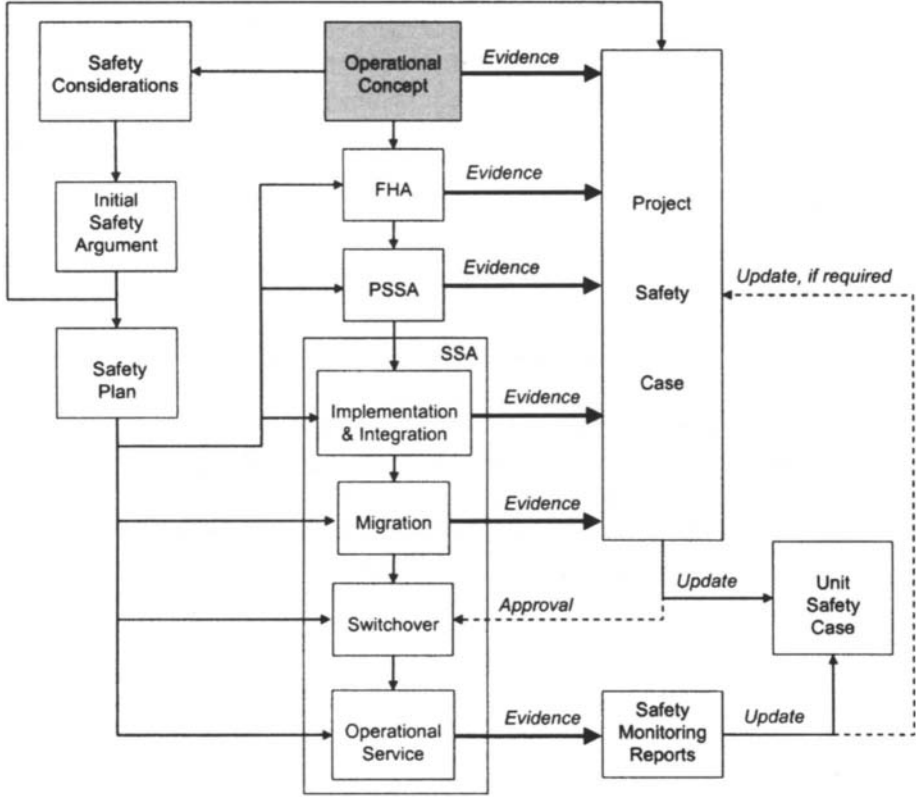 Safety
Considerations
Operational
Concept
Evidence
Initial
Safety
Argument
FHA
Evidence
Project
PSSA
Evidence
Safety
Update, if required
Safety
Plan
SSA
Implementation
& Integration
Evidence
Case
Migration
Evidence
Switchover
Approval
Update
Unit
Safety
Case
Operational
Service
Evidence
Safety
Monitoring
Reports
Update